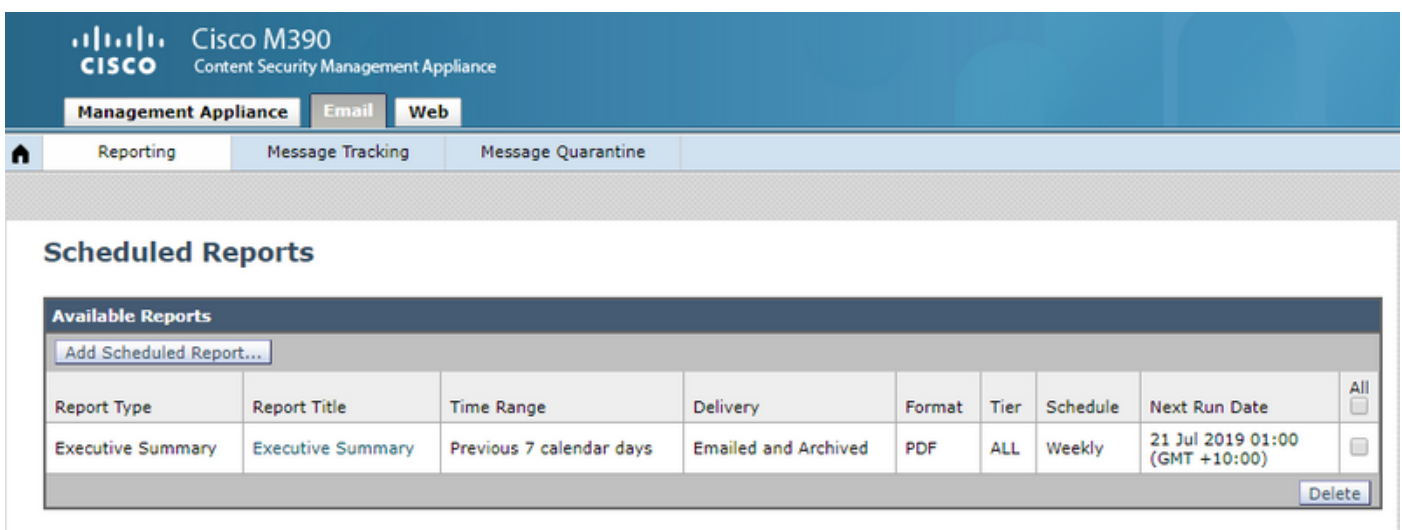 Cisco M390
CISCO Content Security Management Appliance
Management Appliance Email Web
Reporting Message Tracking Message Quarantine
Scheduled Reports
Available Reports
Add Scheduled Report...
Report Type Report Title Time Range Delivery Format Tier Schedule Next Run Date All
Executive Summary Executive Summary Previous 7 calendar days Emailed and Archived PDF ALL Weekly 21 Jul 2019 01:00
(GMT +10:00)
Delete